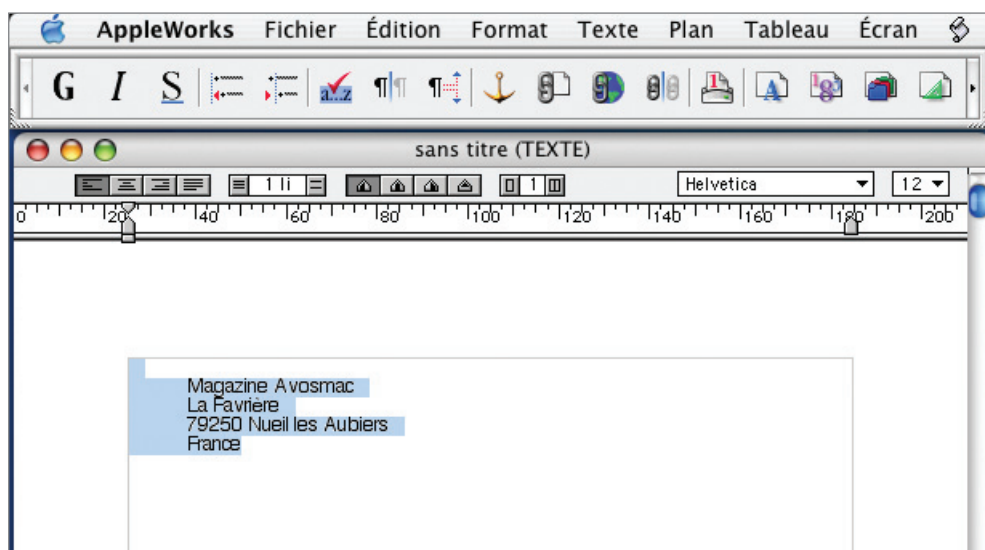 AppleWorks Fichier Édition Format Texte Plan Tableau Écran
G I S a...z 1
sans titre (TEXTE)
1 li 1 Helvetica 12
0 20 40 60 80 100 120 140 160 180 200
Magazine Avosmac
La Favrière
79250 Nueil les Aubiers
France